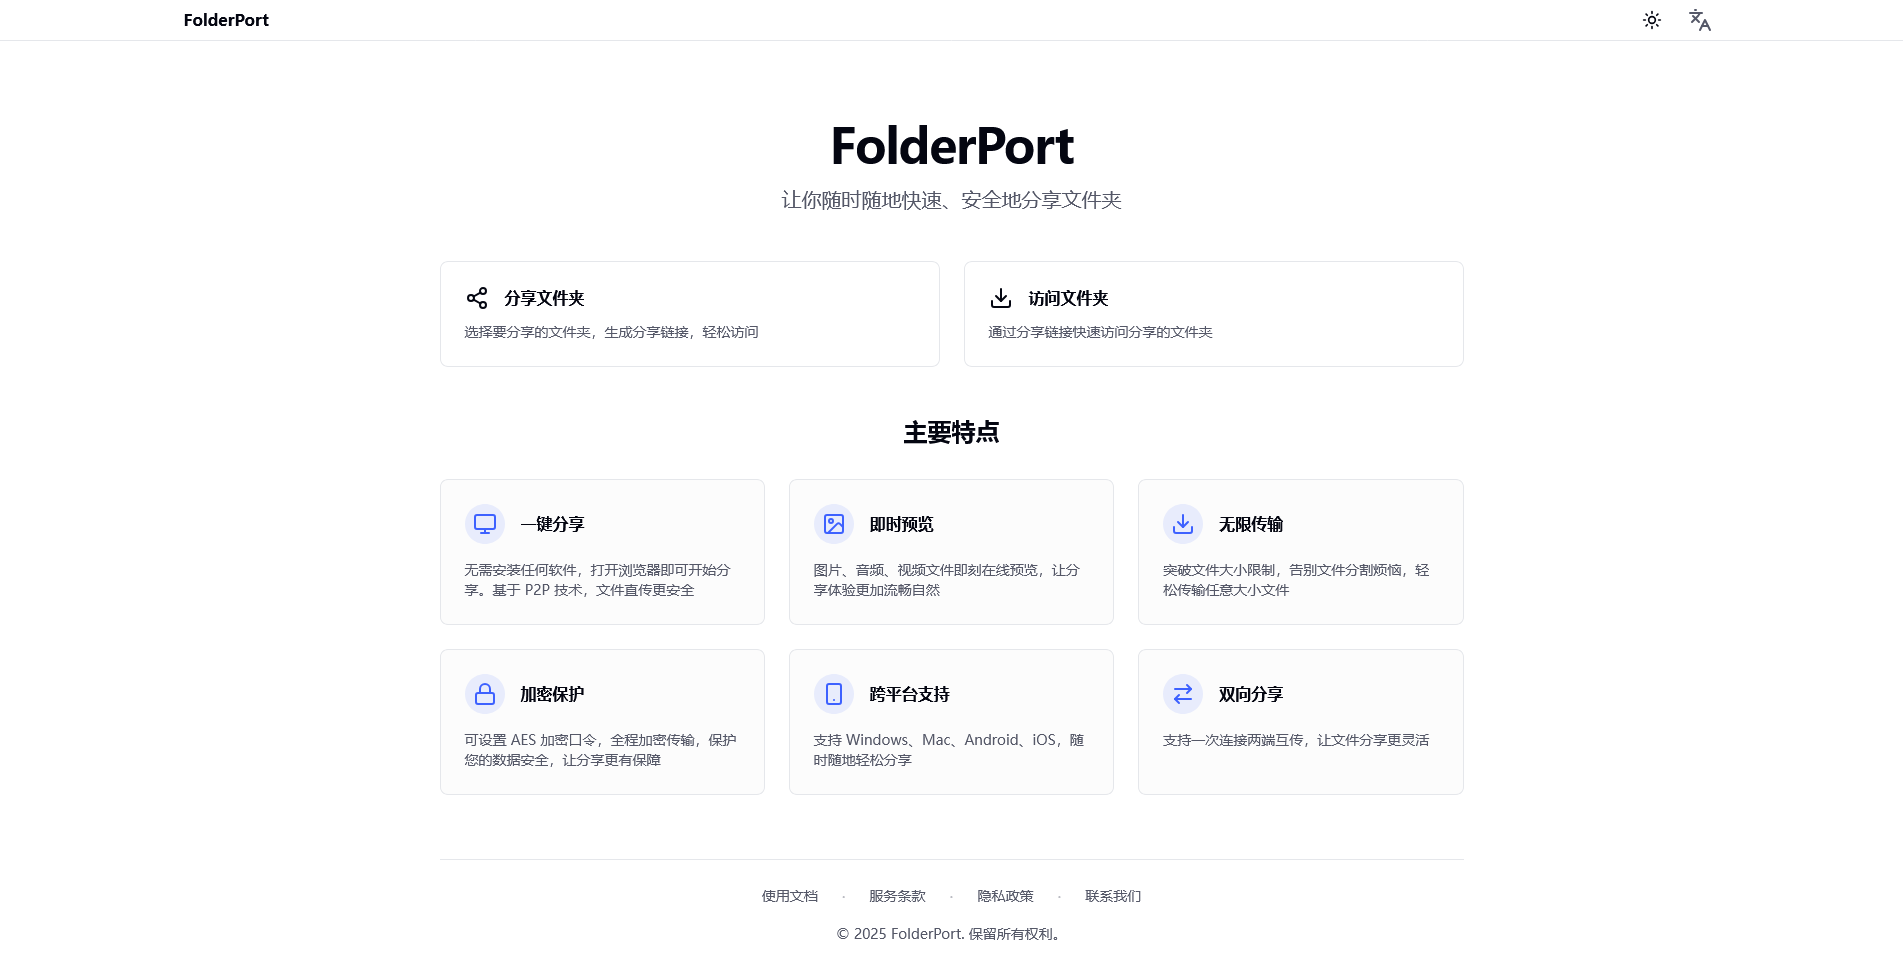 FolderPort
FolderPort
让你随时随地快速、安全地分享文件夹
分享文件夹
选择要分享的文件夹，生成分享链接，轻松访问
访问文件夹
通过分享链接快速访问分享的文件夹
主要特点
一键分享
无需安装任何软件，打开浏览器即可开始分
享。基于 P2P 技术，文件直传更安全
即时预览
图片、音频、视频文件即刻在线预览，让分
享体验更加流畅自然
无限传输
突破文件大小限制，告别文件分割烦恼，轻
松传输任意大小文件
加密保护
可设置 AES 加密口令，全程加密传输，保护
您的数据安全，让分享更有保障
跨平台支持
支持 Windows、Mac、Android、iOS，随
时随地轻松分享
双向分享
支持一次连接两端互传，让文件分享更灵活
使用文档 · 服务条款 · 隐私政策 · 联系我们
© 2025 FolderPort. 保留所有权利。